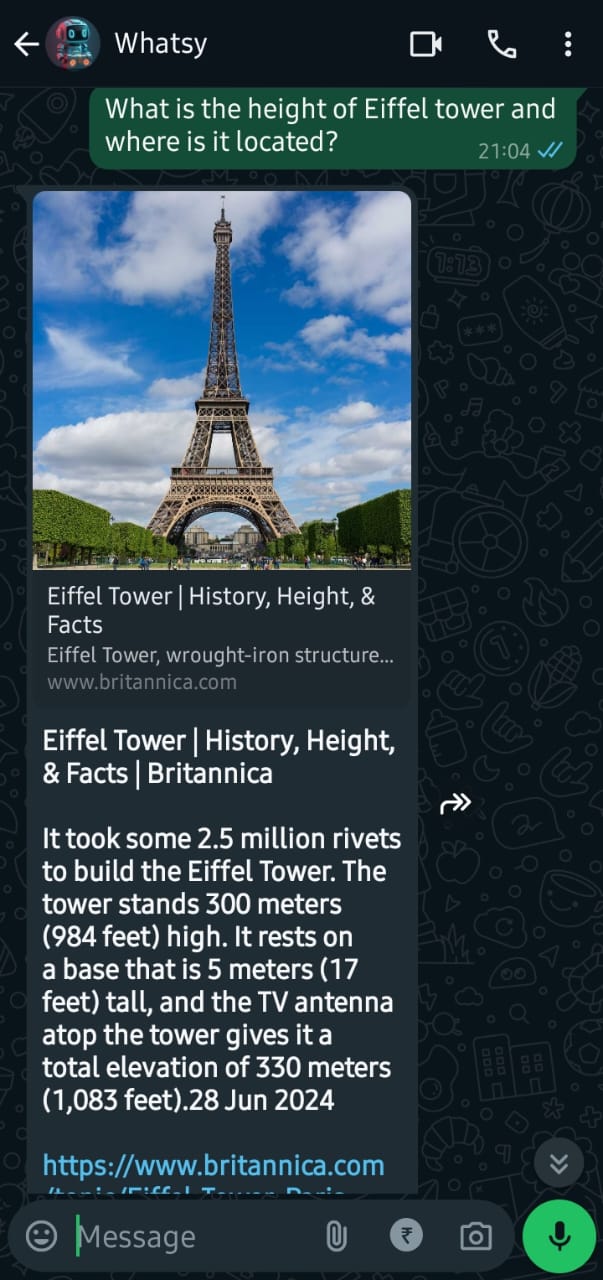 Whatsy
What is the height of Eiffel tower and
where is it located?
21:04
Eiffel Tower | History, Height, &
Facts
Eiffel Tower, wrought-iron structure...
www.britannica.com
Eiffel Tower | History, Height,
& Facts | Britannica
It took some 2.5 million rivets
to build the Eiffel Tower. The
tower stands 300 meters
(984 feet) high. It rests on
a base that is 5 meters (17
feet) tall, and the TV antenna
atop the tower gives it a
total elevation of 330 meters
(1,083 feet).28 Jun 2024
https://www.britannica.com
/topic/Eiffel-Tower-Paris
Message
₹